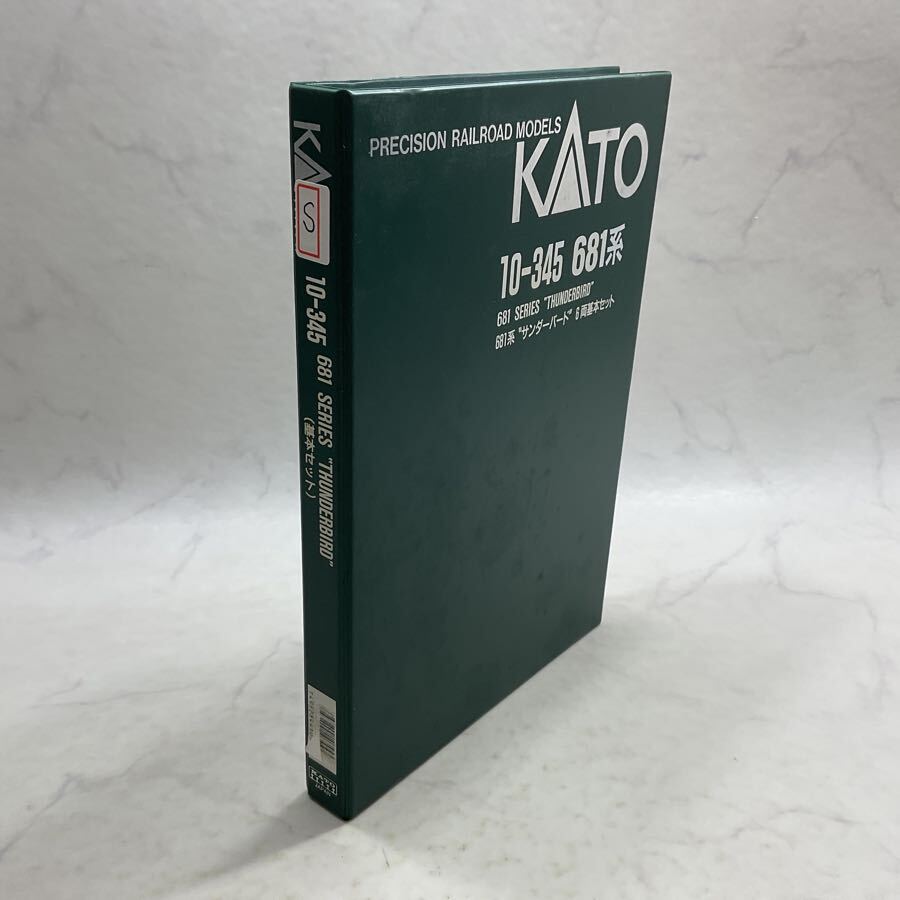 PRECISION RAILROAD MODELS
KATO
10-345 681系
681 SERIES "THUNDERBIRD"
681系 "サンダーバード" 6両基本セット
KA
S
10-345 681 SERIES "THUNDERBIRD"
(基本セット)
KATO
JAPAN